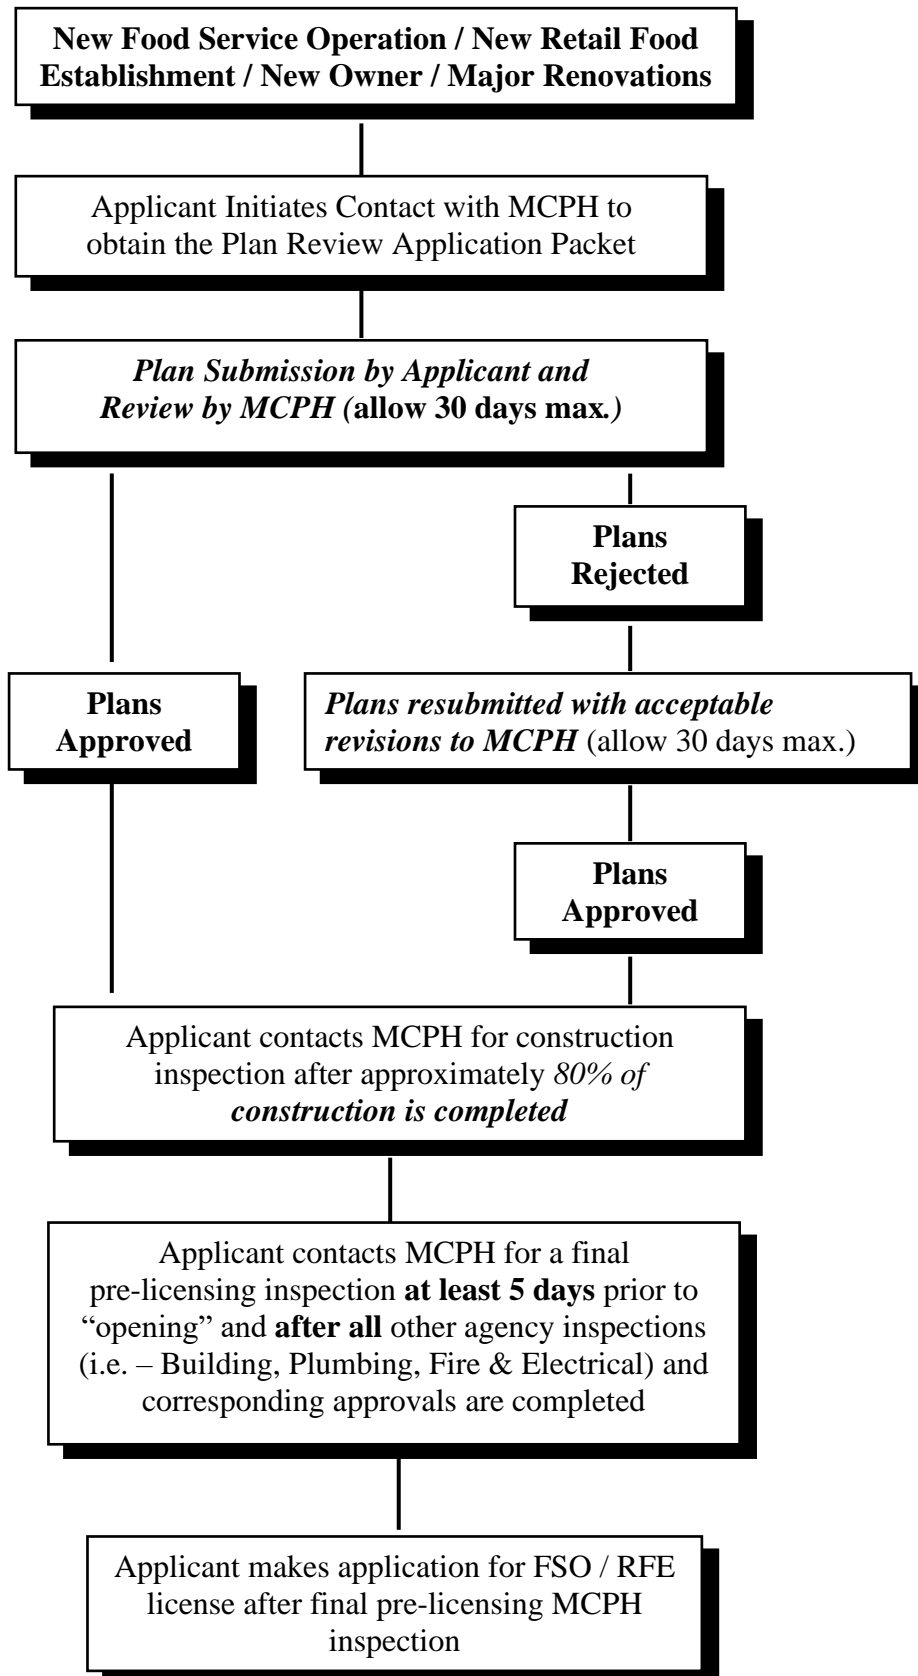 New Food Service Operation / New Retail Food
Establishment / New Owner / Major Renovations
Applicant Initiates Contact with MCPH to
obtain the Plan Review Application Packet
Plan Submission by Applicant and
Review by MCPH (allow 30 days max.)
Plans
Rejected
Plans
Approved
Plans resubmitted with acceptable
revisions to MCPH (allow 30 days max.)
Plans
Approved
Applicant contacts MCPH for construction
inspection after approximately 80% of
construction is completed
Applicant contacts MCPH for a final
pre-licensing inspection at least 5 days prior to
“opening” and after all other agency inspections
(i.e. – Building, Plumbing, Fire & Electrical) and
corresponding approvals are completed
Applicant makes application for FSO / RFE
license after final pre-licensing MCPH
inspection